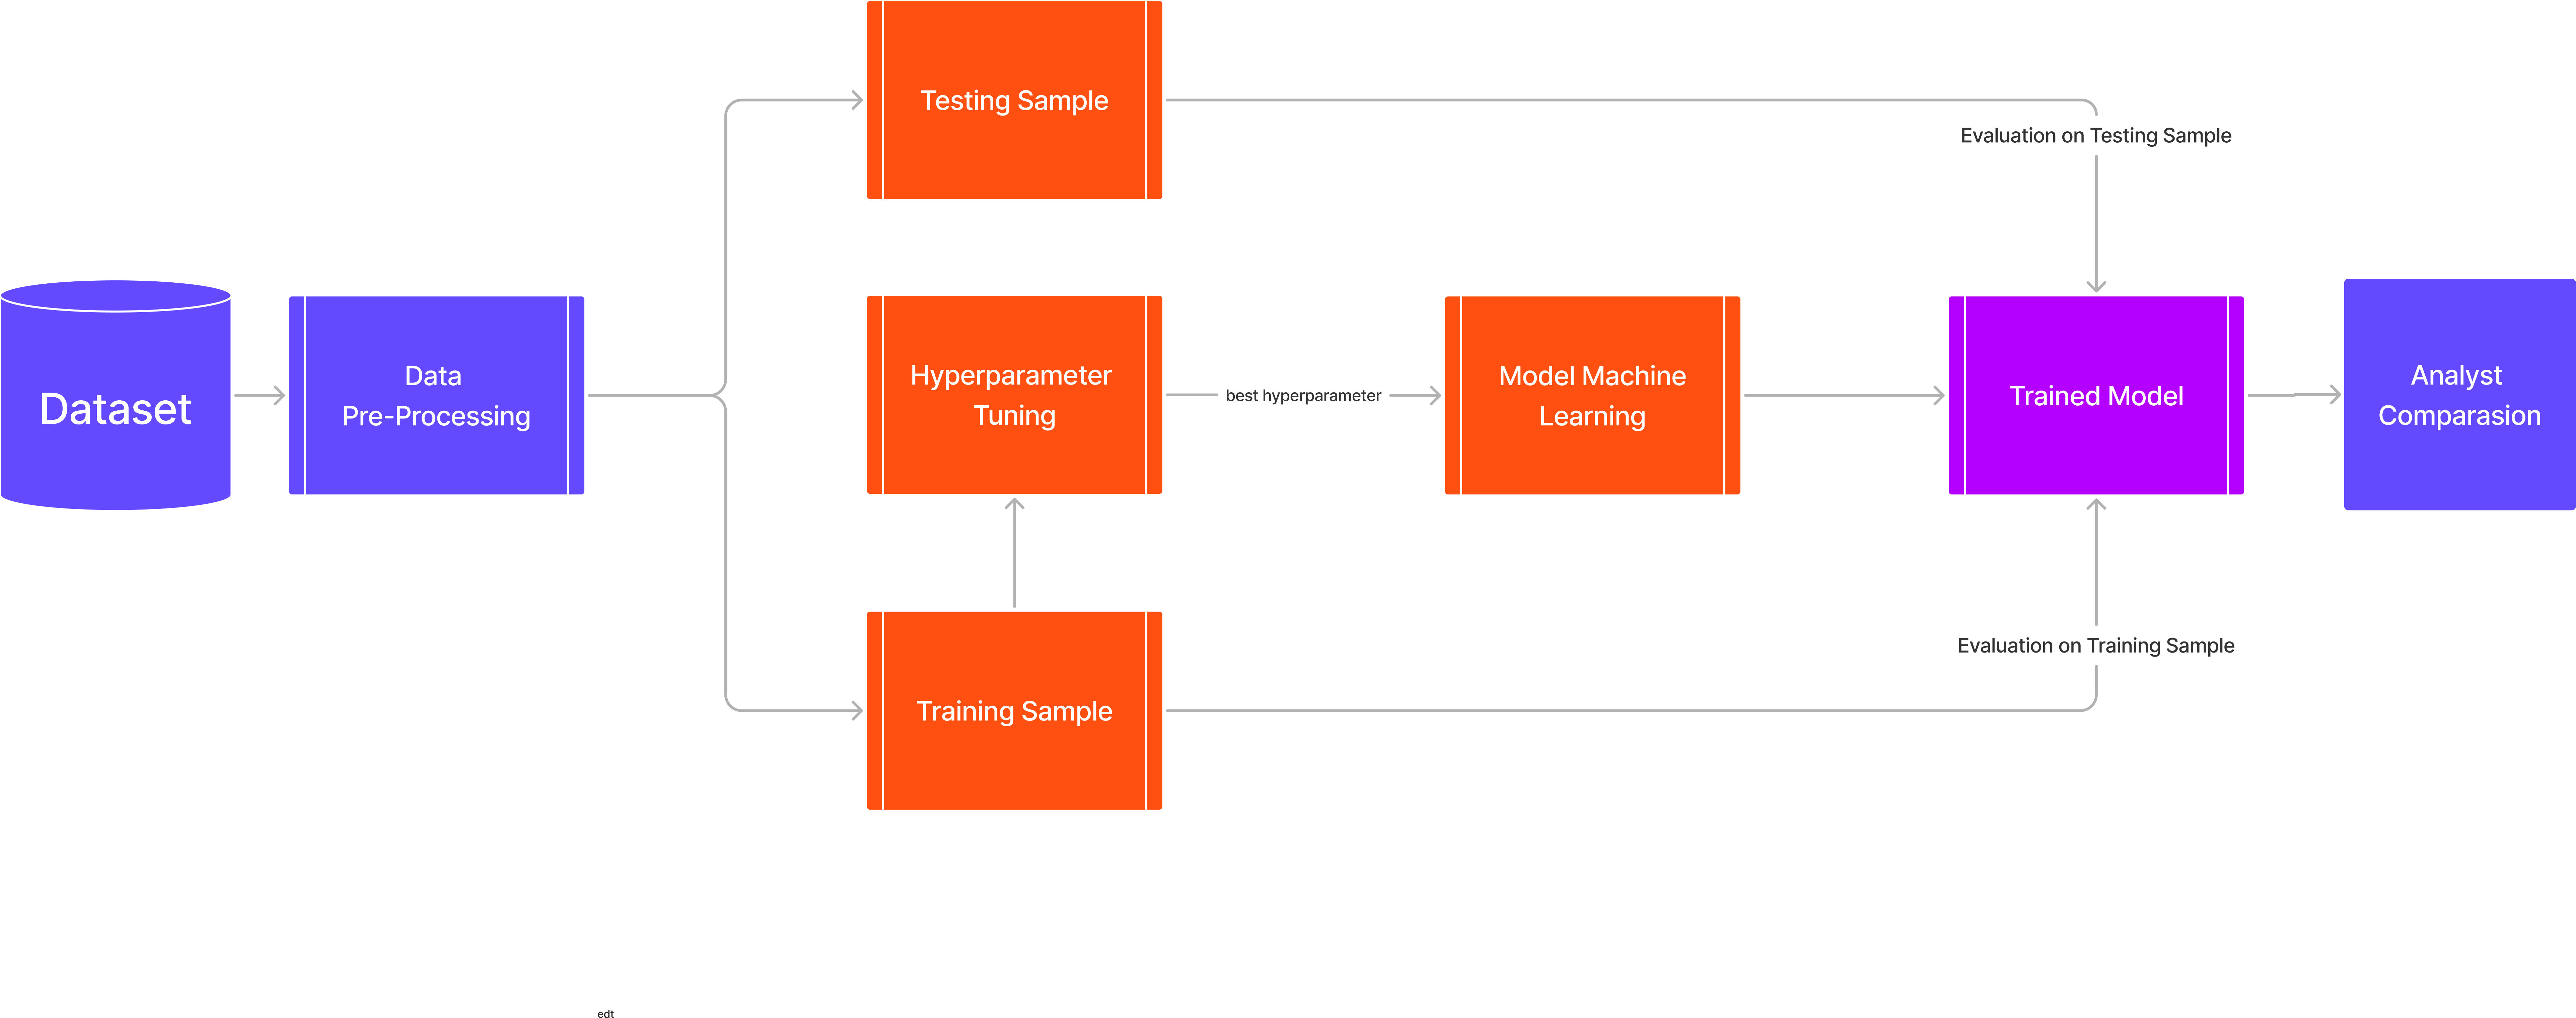 Testing Sample
Evaluation on Testing Sample
Dataset
Data
Pre-Processing
Hyperparameter
Tuning
best hyperparameter
Model Machine
Learning
Trained Model
Analyst
Comparasion
Evaluation on Training Sample
Training Sample
edt